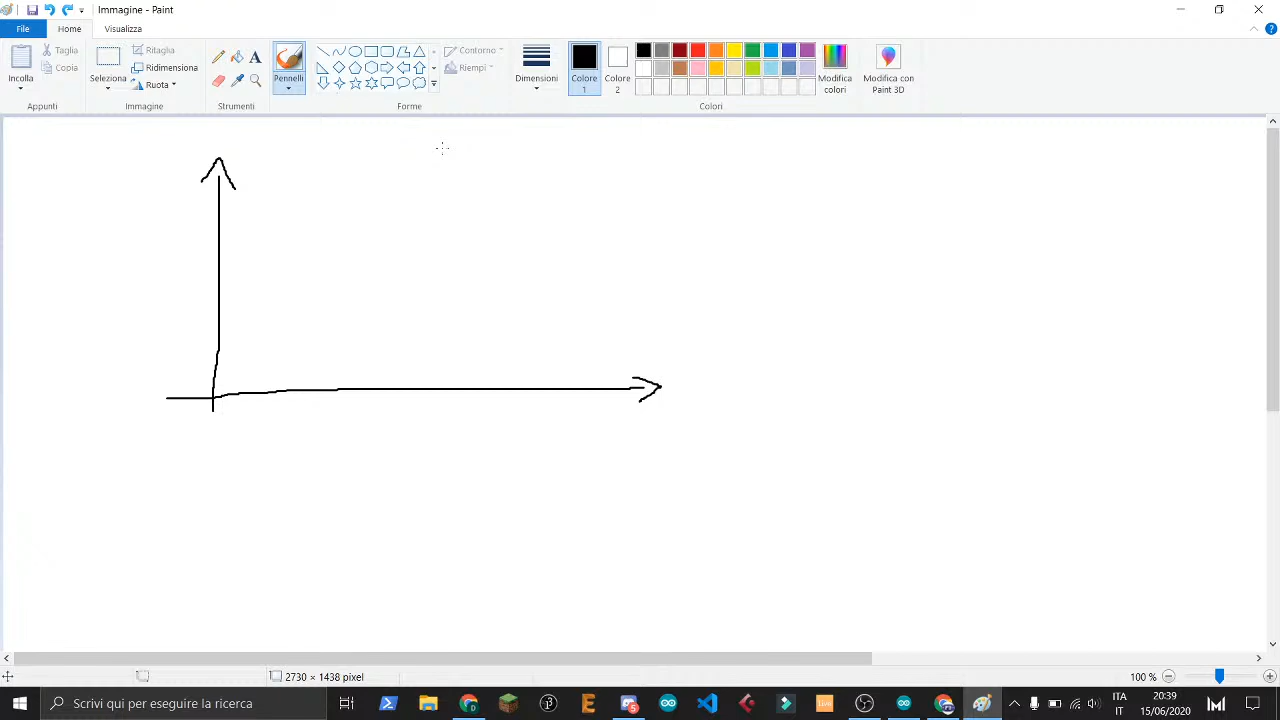 Immagine - Paint
File Home Visualizza
Incolla
Taglia
Copia
Appunti
Seleziona
Ritaglia
Ridimensiona
Ruota
Immagine
A
Strumenti
Pennelli
Contorno
Riempi
Forme
Dimensioni
Colore 1
Colore 2
Modifica colori
Colori
Modifica con Paint 3D
2730 × 1438 pixel
100 %
Scrivi qui per eseguire la ricerca
ITA
IT
20:39
15/06/2020